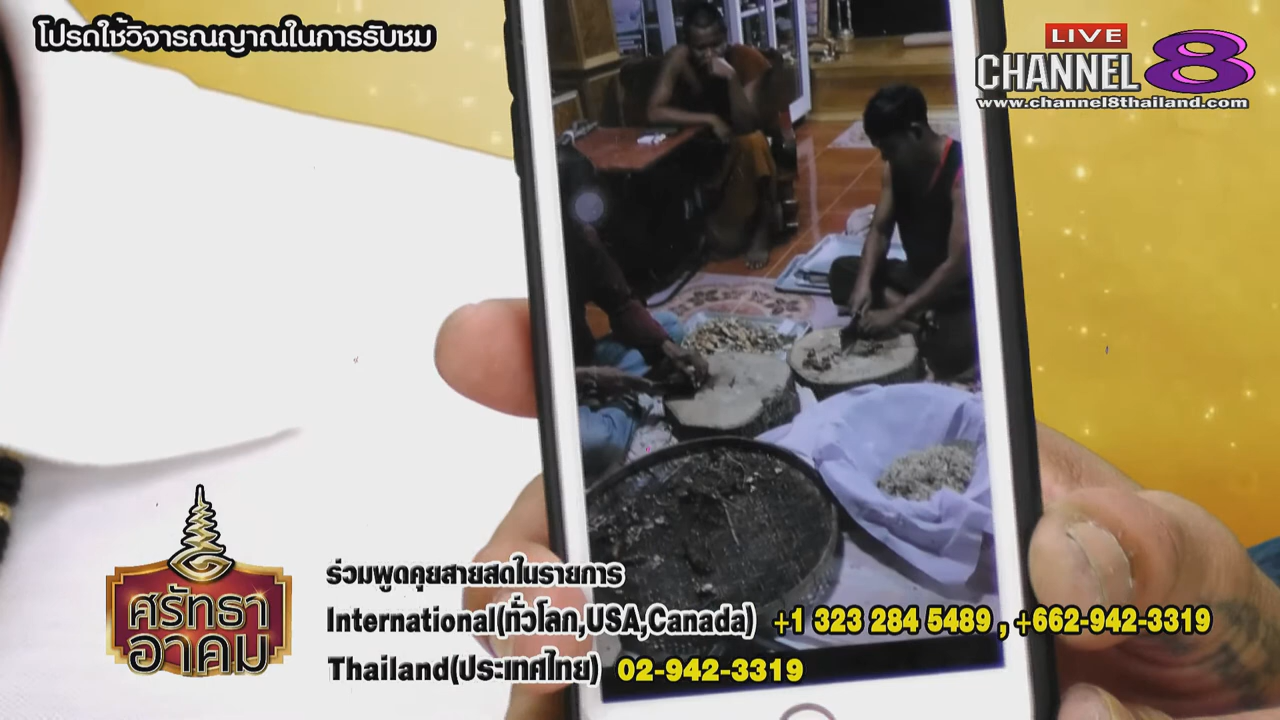 โปรดใช้วิจารณญาณในการรับชม
LIVE
CHANNEL 8
www.channel8thailand.com
ศรัทธา
อาคม
ร่วมพูดคุยสายสดในรายการ
International(ทั่วโลก,USA,Canada) +1 323 284 5489 , +662-942-3319
Thailand(ประเทศไทย) 02-942-3319